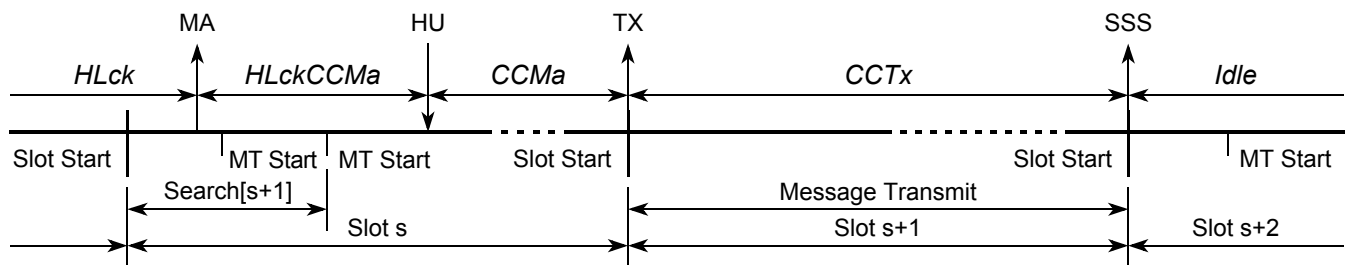 MA HU TX SSS
HLck HLckCCMa CCMa CCTx Idle
Slot Start MT Start MT Start Slot Start Slot Start MT Start
Search[s+1] Message Transmit
Slot s Slot s+1 Slot s+2